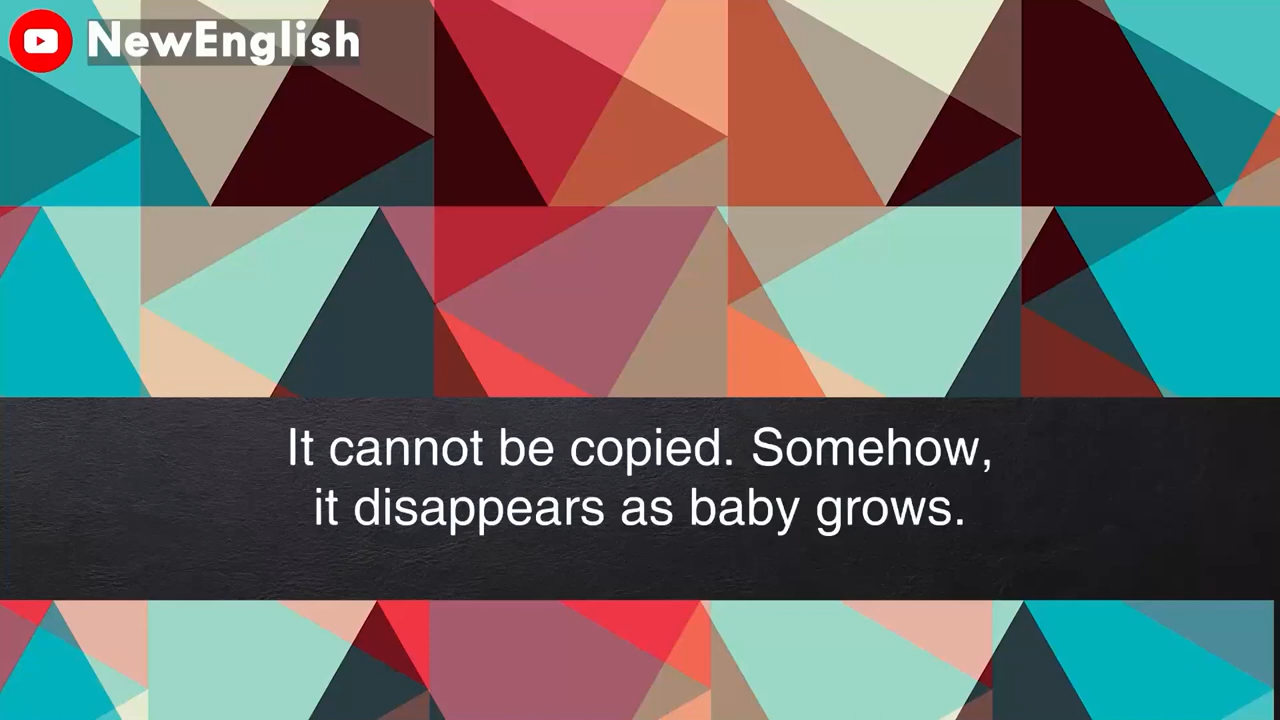 NewEnglish
It cannot be copied. Somehow,
it disappears as baby grows.